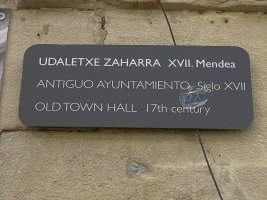 UDALETXE ZAHARRA XVII. Mendea
ANTIGUO AYUNTAMIENTO Siglo XVII
OLD TOWN HALL 17th century